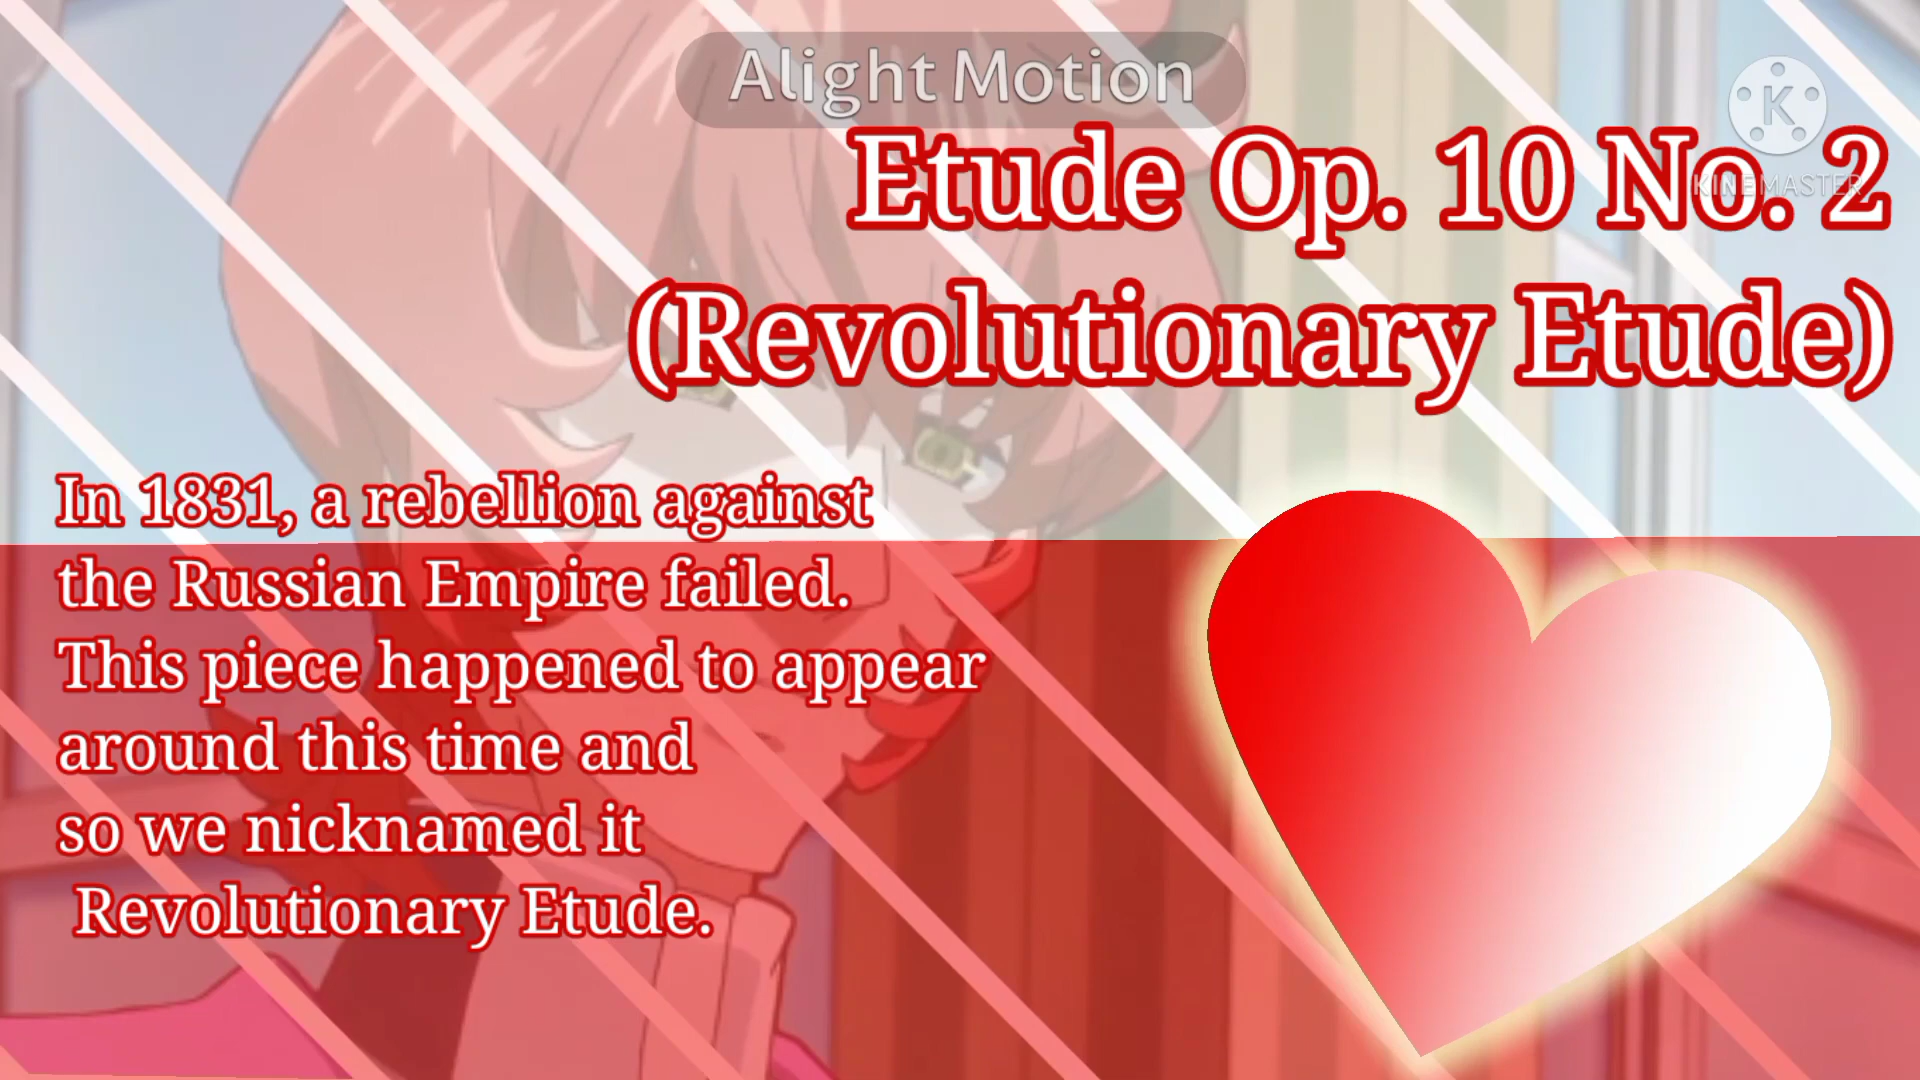 Alight Motion
KINEMASTER
Etude Op. 10 No. 2
(Revolutionary Etude)
In 1831, a rebellion against
the Russian Empire failed.
This piece happened to appear
around this time and
so we nicknamed it
Revolutionary Etude.